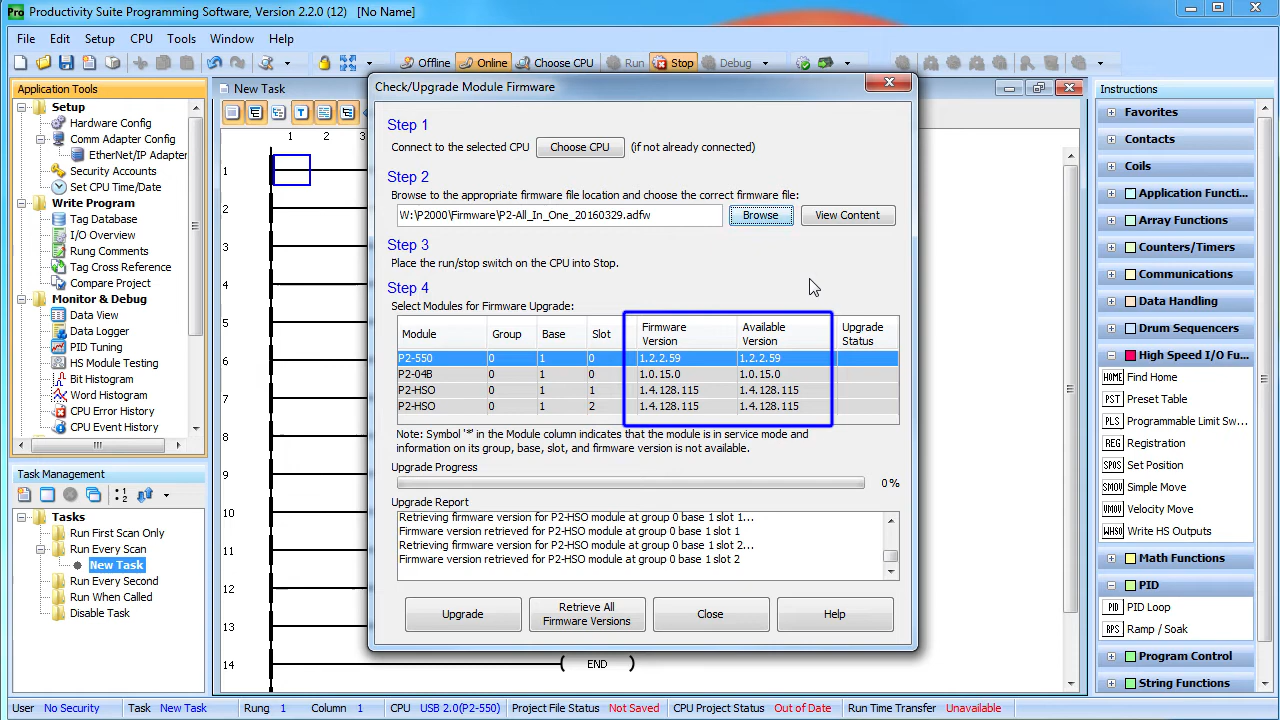 Pro Productivity Suite Programming Software, Version 2.2.0 (12) [No Name]
File Edit Setup CPU Tools Window Help
Offline Online Choose CPU Run Stop Debug
Application Tools
Setup
Hardware Config
Comm Adapter Config
EtherNet/IP Adapter
Security Accounts
Set CPU Time/Date
Write Program
Tag Database
I/O Overview
Rung Comments
Tag Cross Reference
Compare Project
Monitor & Debug
Data View
Data Logger
PID Tuning
HS Module Testing
Bit Histogram
Word Histogram
CPU Error History
CPU Event History
Task Management
Tasks
Run First Scan Only
Run Every Scan
New Task
Run Every Second
Run When Called
Disable Task
New Task
1 2 3
1
2
3
4
5
6
7
8
9
10
11
12
13
14 END
Check/Upgrade Module Firmware
Step 1
Connect to the selected CPU Choose CPU (if not already connected)
Step 2
Browse to the appropriate firmware file location and choose the correct firmware file:
W:\P2000\Firmware\P2-All_In_One_20160329.adfw Browse View Content
Step 3
Place the run/stop switch on the CPU into Stop.
Step 4
Select Modules for Firmware Upgrade:
Module Group Base Slot Firmware Version Available Version Upgrade Status
P2-550 0 1 0 1.2.2.59 1.2.2.59
P2-04B 0 1 0 1.0.15.0 1.0.15.0
P2-HSO 0 1 1 1.4.128.115 1.4.128.115
P2-HSO 0 1 2 1.4.128.115 1.4.128.115
Note: Symbol '*' in the Module column indicates that the module is in service mode and
information on its group, base, slot, and firmware version is not available.
Upgrade Progress
0%
Upgrade Report
Retrieving firmware version for P2-HSO module at group 0 base 1 slot 1...
Firmware version retrieved for P2-HSO module at group 0 base 1 slot 1
Retrieving firmware version for P2-HSO module at group 0 base 1 slot 2...
Firmware version retrieved for P2-HSO module at group 0 base 1 slot 2
Upgrade Retrieve All Firmware Versions Close Help
Instructions
Favorites
Contacts
Coils
Application Functi...
Array Functions
Counters/Timers
Communications
Data Handling
Drum Sequencers
High Speed I/O Fu...
HOME Find Home
PST Preset Table
PLS Programmable Limit Sw...
REG Registration
SPOS Set Position
SMOV Simple Move
VMOV Velocity Move
WHSO Write HS Outputs
Math Functions
PID
PID PID Loop
RPS Ramp / Soak
Program Control
String Functions
User No Security Task New Task Rung 1 Column 1 CPU USB 2.0(P2-550) Project File Status Not Saved CPU Project Status Out of Date Run Time Transfer Unavailable